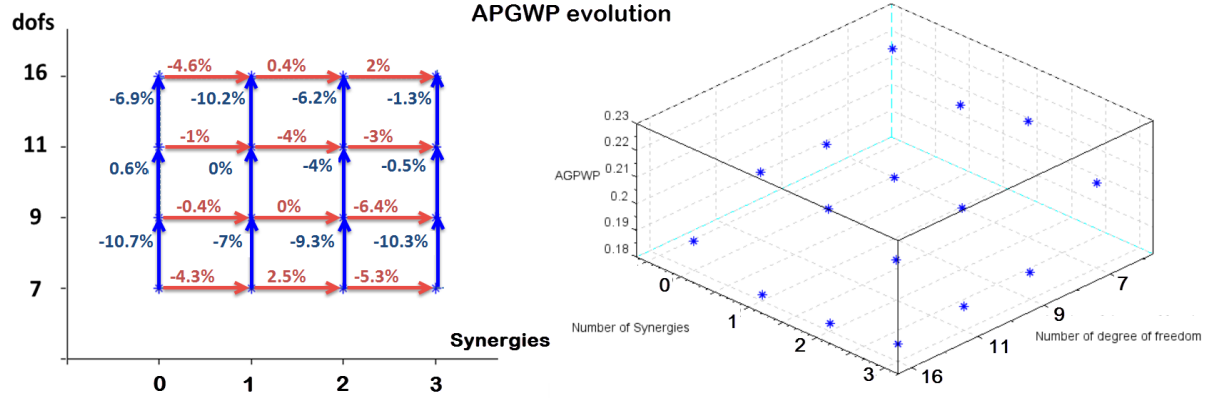 APGWP evolution
dofs
16
11
9
7
-4.6% 0.4% 2%
-6.9% -10.2% -6.2% -1.3%
-1% -4% -3%
0.6% 0% -4% -0.5%
-0.4% 0% -6.4%
-10.7% -7% -9.3% -10.3%
-4.3% 2.5% -5.3%
Synergies
0 1 2 3
AGPWP
0.23
0.22
0.21
0.2
0.19
0.18
0
1
2
3
Number of Synergies
7
9
11
16
Number of degree of freedom